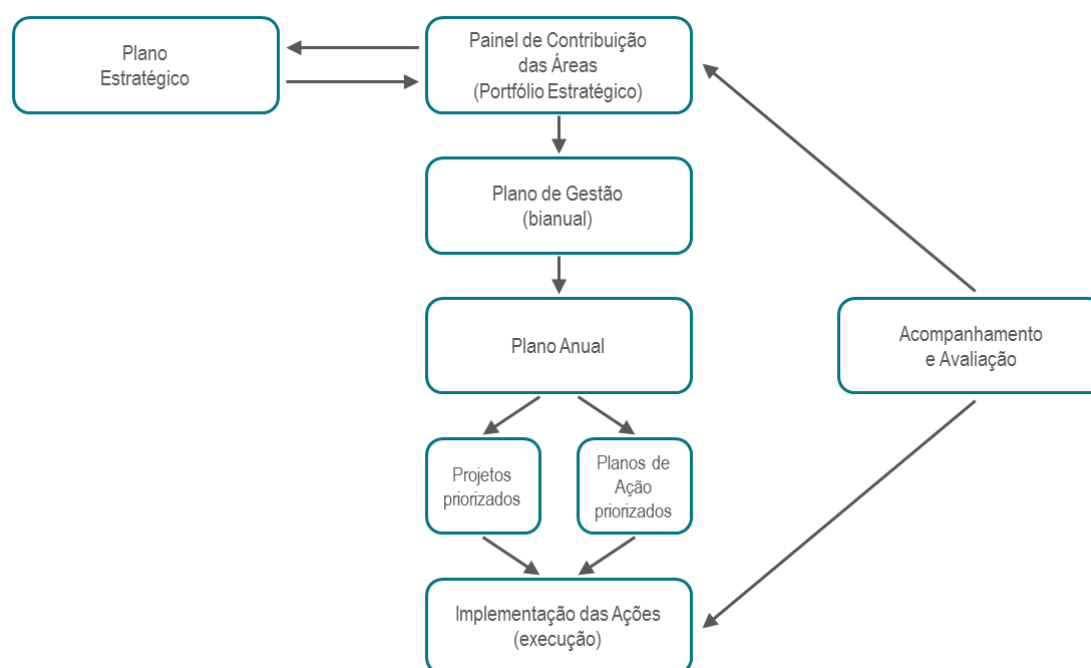 Plano
Estratégico
Painel de Contribuição
das Áreas
(Portfólio Estratégico)
Plano de Gestão
(bianual)
Plano Anual
Acompanhamento
e Avaliação
Projetos
priorizados
Planos de
Ação
priorizados
Implementação das Ações
(execução)